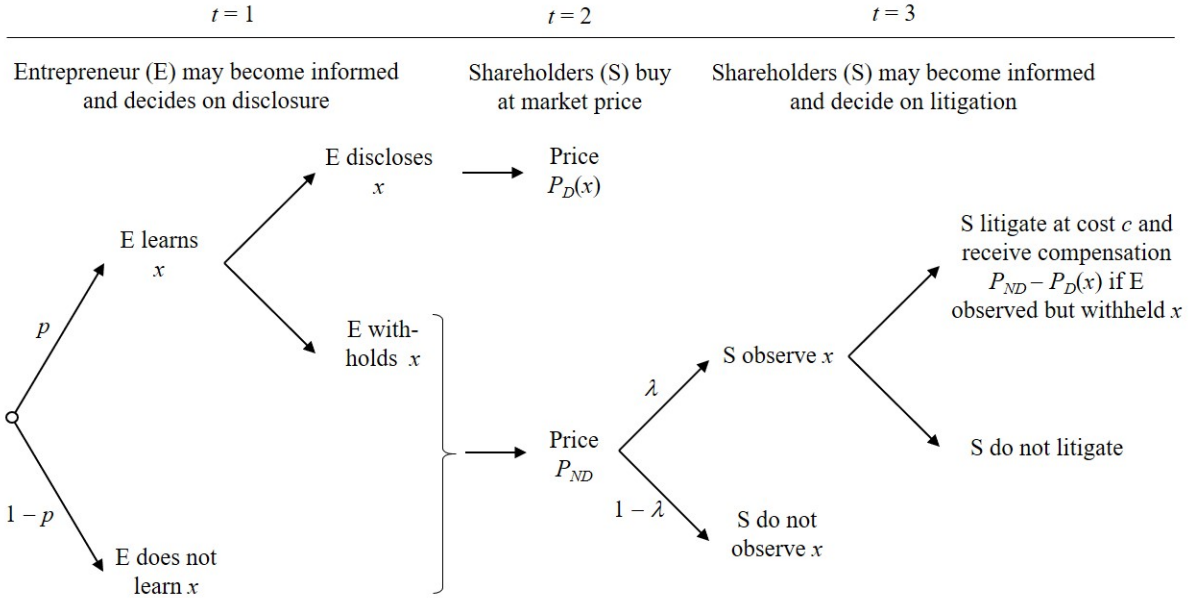 t = 1
t = 2
t = 3
Entrepreneur (E) may become informed
and decides on disclosure
Shareholders (S) buy
at market price
Shareholders (S) may become informed
and decide on litigation
E discloses
x
Price
P_D(x)
E learns
x
S litigate at cost c and
receive compensation
P_ND – P_D(x) if E
observed but withheld x
p
E with-
holds x
S observe x
λ
Price
P_ND
S do not litigate
1 – λ
1 – p
S do not
observe x
E does not
learn x